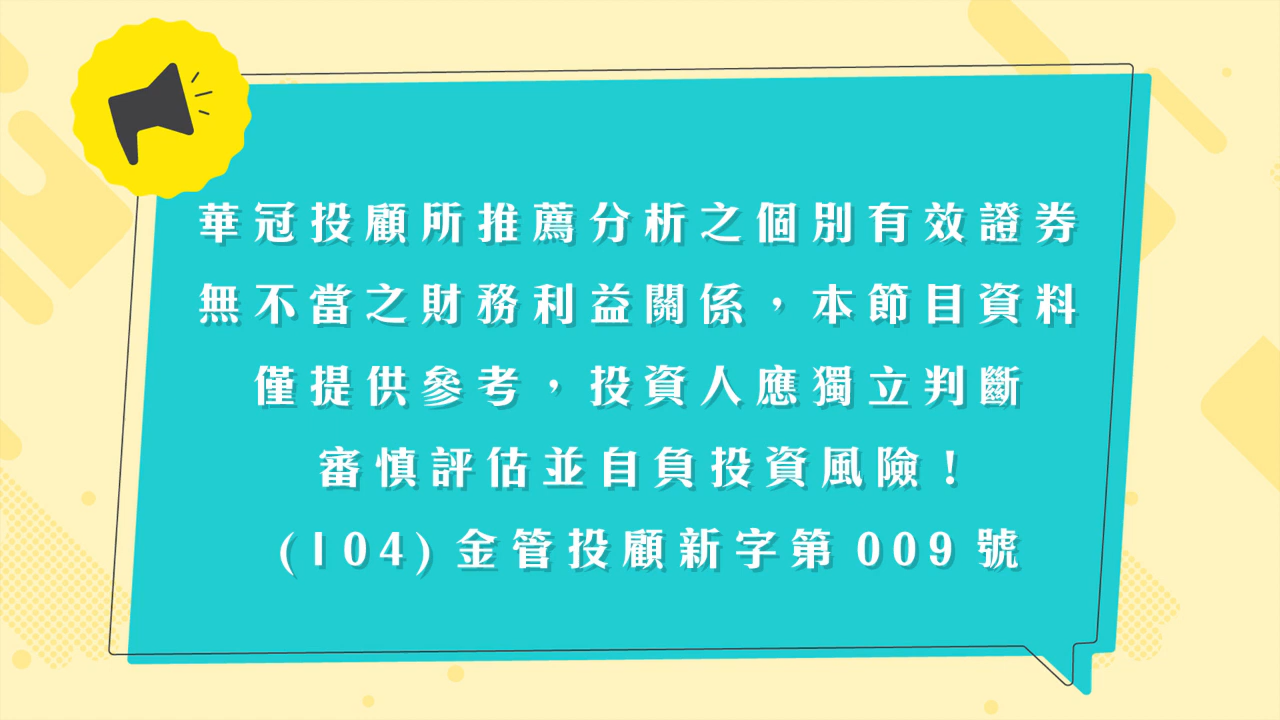 華冠投顧所推薦分析之個別有效證券
無不當之財務利益關係，本節目資料
僅提供參考，投資人應獨立判斷
審慎評估並自負投資風險！
(104) 金管投顧新字第 009 號